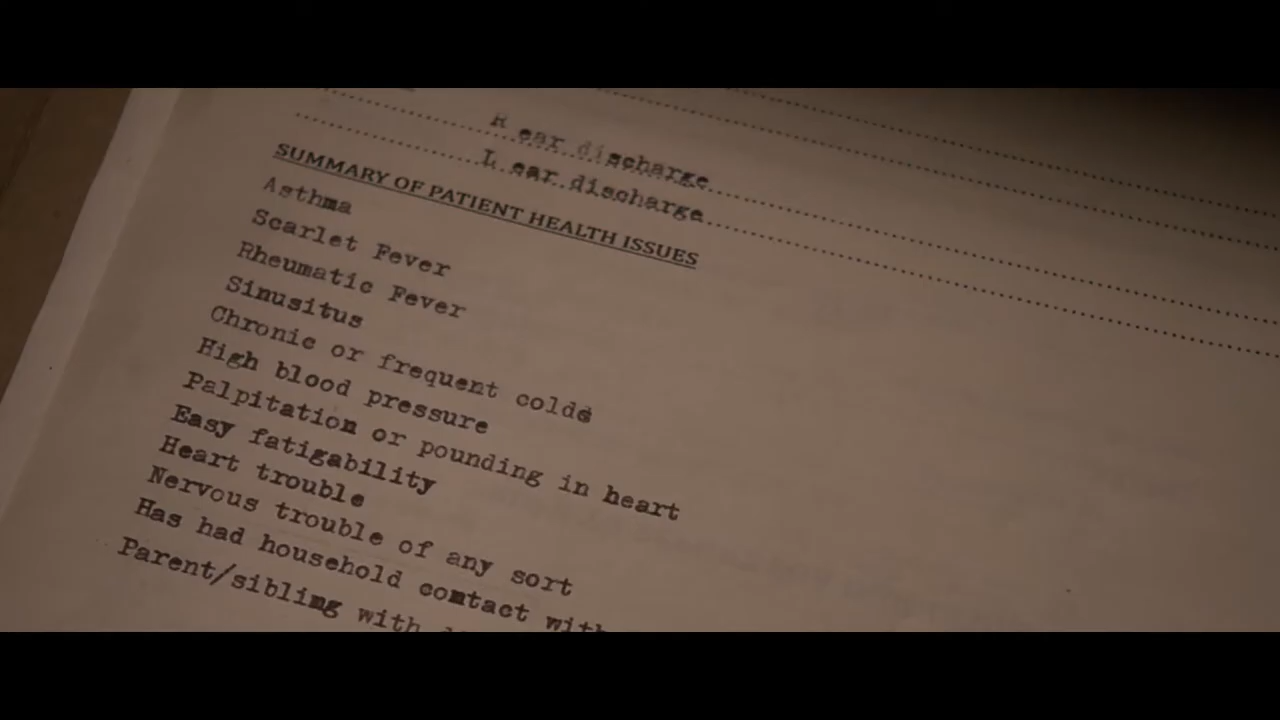 R ear discharge
L ear discharge
SUMMARY OF PATIENT HEALTH ISSUES
Asthma
Scarlet Fever
Rheumatic Fever
Sinusitus
Chronic or frequent colds
High blood pressure
Palpitation or pounding in heart
Easy fatigability
Heart trouble
Nervous trouble of any sort
Has had household contact with
Parent/sibling with